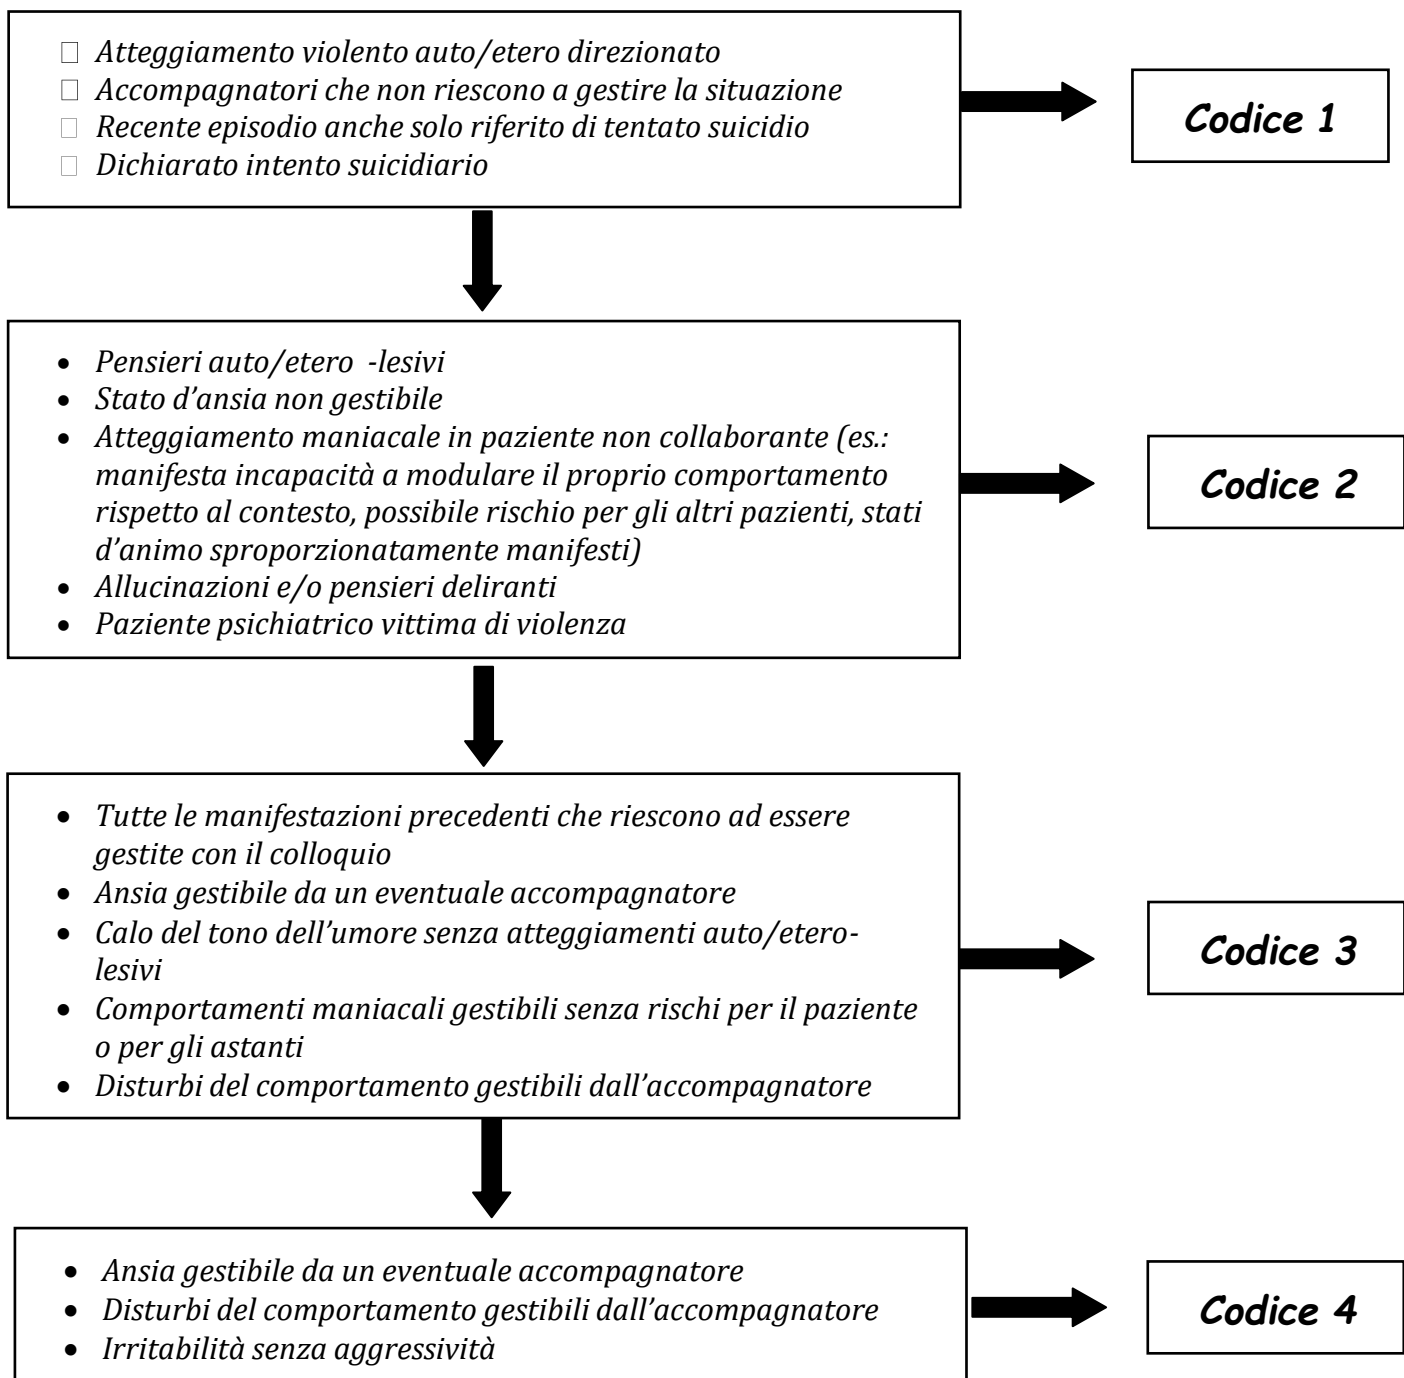 Atteggiamento violento auto/etero direzionato
Accompagnatori che non riescono a gestire la situazione
Recente episodio anche solo riferito di tentato suicidio
Dichiarato intento suicidiario
Codice 1
• Pensieri auto/etero -lesivi
• Stato d'ansia non gestibile
• Atteggiamento maniacale in paziente non collaborante (es.:
manifesta incapacità a modulare il proprio comportamento
rispetto al contesto, possibile rischio per gli altri pazienti, stati
d'animo sproporzionatamente manifesti)
• Allucinazioni e/o pensieri deliranti
• Paziente psichiatrico vittima di violenza
Codice 2
• Tutte le manifestazioni precedenti che riescono ad essere
gestite con il colloquio
• Ansia gestibile da un eventuale accompagnatore
• Calo del tono dell'umore senza atteggiamenti auto/etero-
lesivi
• Comportamenti maniacali gestibili senza rischi per il paziente
o per gli astanti
• Disturbi del comportamento gestibili dall'accompagnatore
Codice 3
• Ansia gestibile da un eventuale accompagnatore
• Disturbi del comportamento gestibili dall'accompagnatore
• Irritabilità senza aggressività
Codice 4